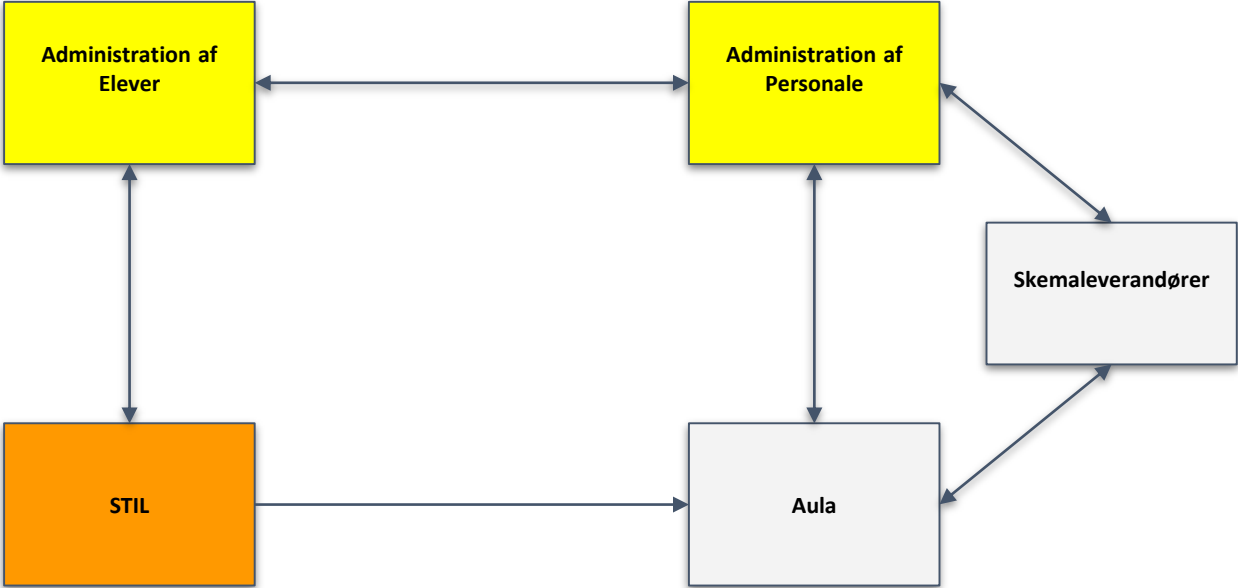 Administration af
Elever
Administration af
Personale
Skemaleverandører
STIL
Aula